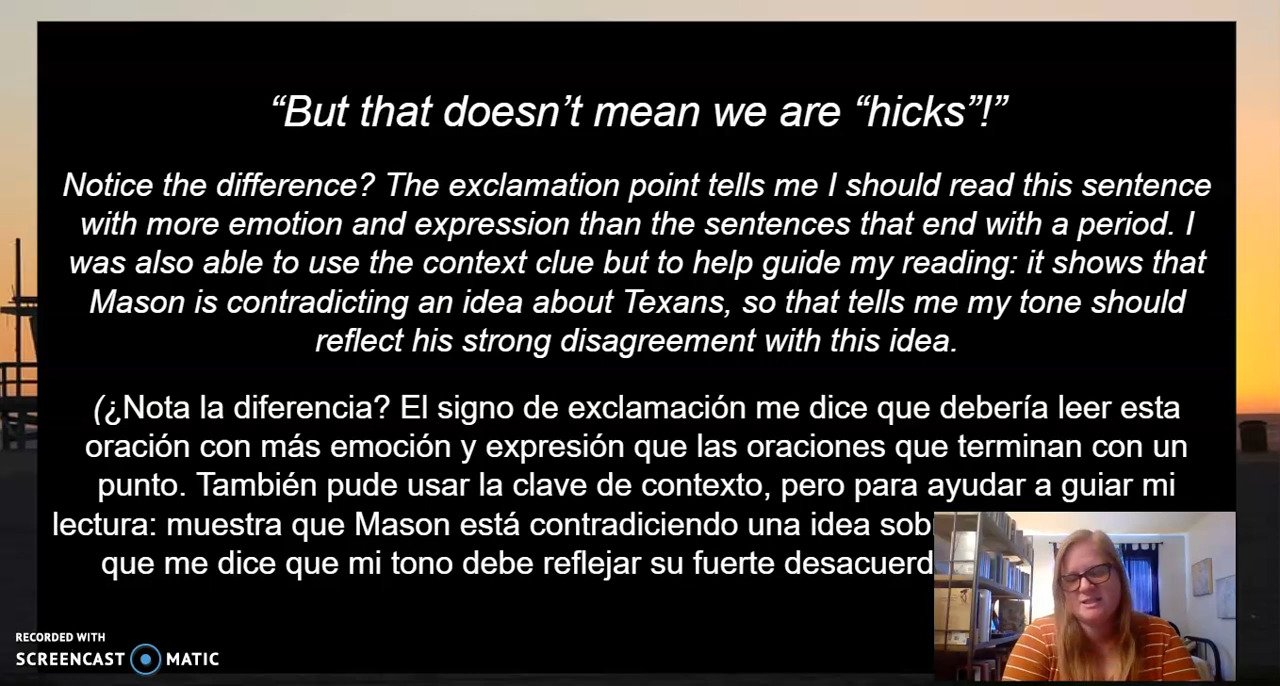 “But that doesn’t mean we are “hicks”!”
Notice the difference? The exclamation point tells me I should read this sentence
with more emotion and expression than the sentences that end with a period. I
was also able to use the context clue but to help guide my reading: it shows that
Mason is contradicting an idea about Texans, so that tells me my tone should
reflect his strong disagreement with this idea.
(¿Nota la diferencia? El signo de exclamación me dice que debería leer esta
oración con más emoción y expresión que las oraciones que terminan con un
punto. También pude usar la clave de contexto, pero para ayudar a guiar mi
lectura: muestra que Mason está contradiciendo una idea
que me dice que mi tono debe reflejar su fuerte
RECORDED WITH
SCREENCAST MATIC